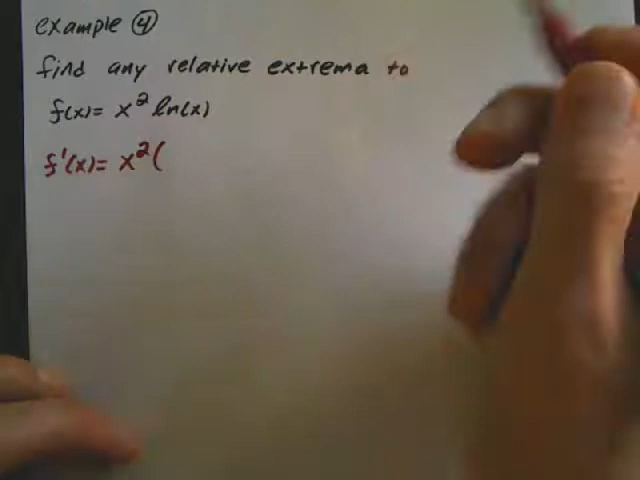 example ④
find any relative extrema to
f(x)= x² ln(x)
f'(x)= x²(